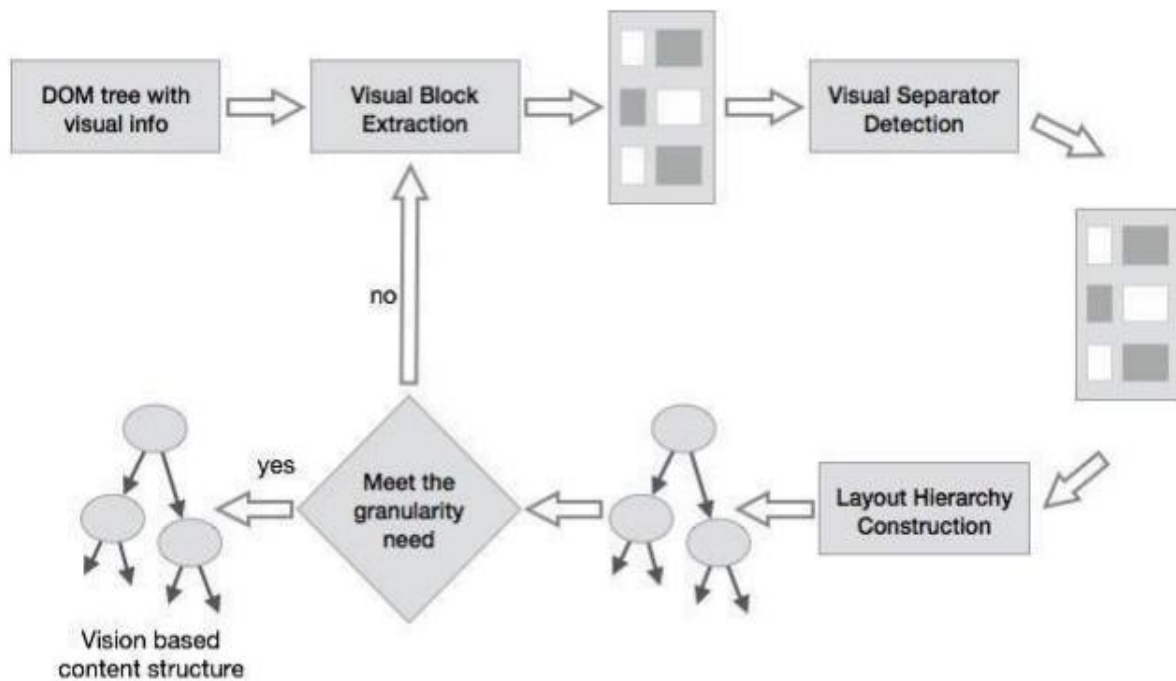 DOM tree with
visual info
Visual Block
Extraction
Visual Separator
Detection
no
yes
Meet the
granularity
need
Layout Hierarchy
Construction
Vision based
content structure